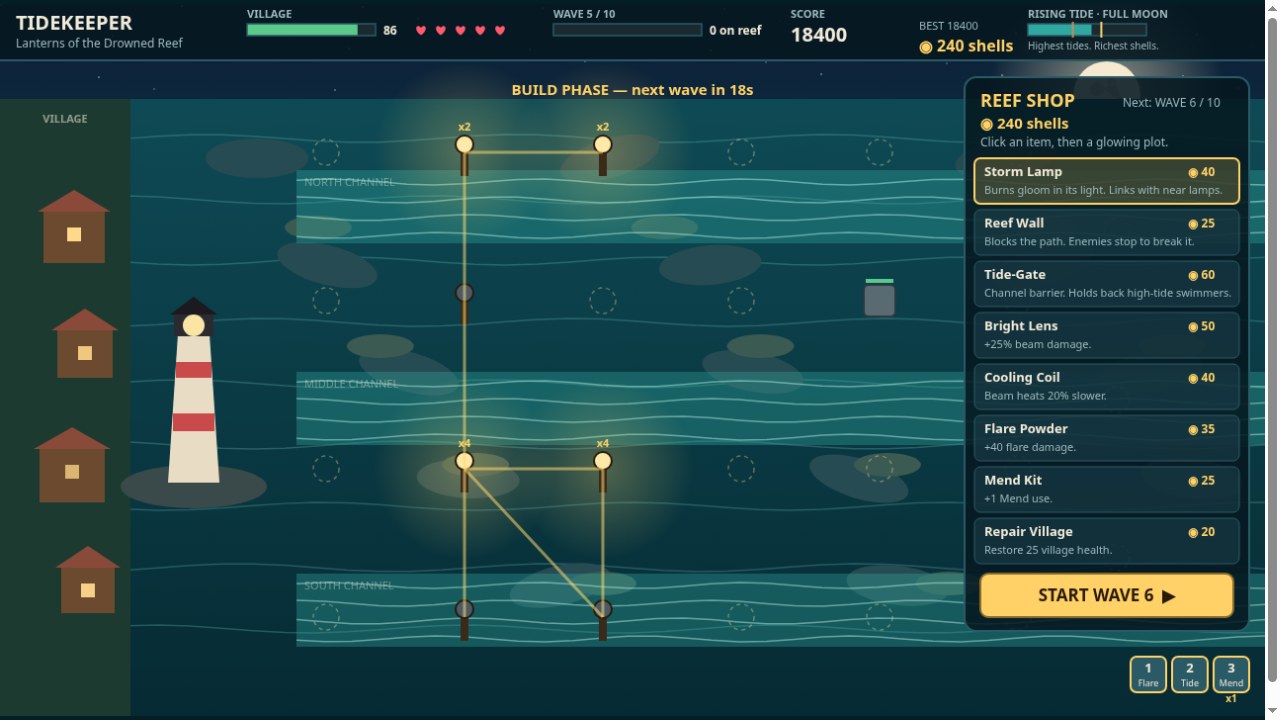 TIDEKEEPER
Lanterns of the Drowned Reef
VILLAGE
86
WAVE 5 / 10
0 on reef
SCORE
18400
BEST 18400
240 shells
RISING TIDE · FULL MOON
Highest tides. Richest shells.
BUILD PHASE — next wave in 18s
VILLAGE
x2
x2
NORTH CHANNEL
MIDDLE CHANNEL
x4
x4
SOUTH CHANNEL
REEF SHOP
Next: WAVE 6 / 10
240 shells
Click an item, then a glowing plot.
Storm Lamp
40
Burns gloom in its light. Links with near lamps.
Reef Wall
25
Blocks the path. Enemies stop to break it.
Tide-Gate
60
Channel barrier. Holds back high-tide swimmers.
Bright Lens
50
+25% beam damage.
Cooling Coil
40
Beam heats 20% slower.
Flare Powder
35
+40 flare damage.
Mend Kit
25
+1 Mend use.
Repair Village
20
Restore 25 village health.
START WAVE 6 ▶
1
Flare
2
Tide
3
Mend
x1